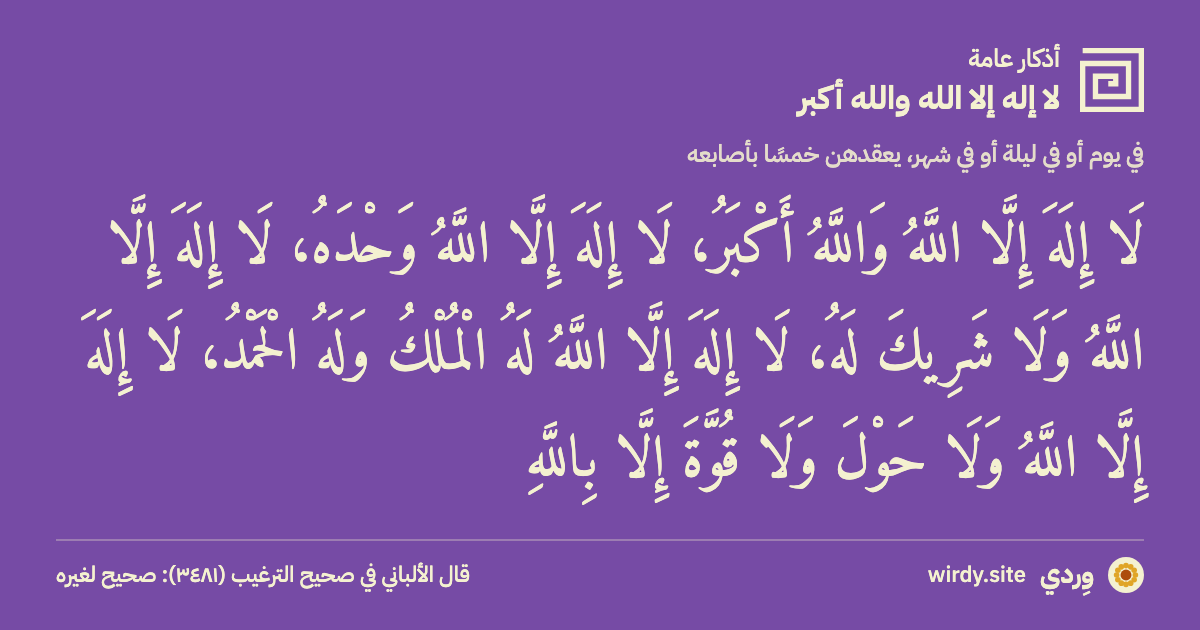 أذكار عامة
لا إله إلا الله والله أكبر
في يوم أو في ليلة أو في شهر، يعقدهن خمسًا بأصابعه
لَا إِلَهَ إِلَّا اللَّهُ وَاللَّهُ أَكْبَرُ، لَا إِلَهَ إِلَّا اللَّهُ وَحْدَهُ، لَا إِلَهَ إِلَّا
اللَّهُ وَلَا شَرِيكَ لَهُ، لَا إِلَهَ إِلَّا اللَّهُ لَهُ الْمُلْكُ وَلَهُ الْحَمْدُ، لَا إِلَهَ
إِلَّا اللَّهُ وَلَا حَوْلَ وَلَا قُوَّةَ إِلَّا بِاللَّهِ
وِردي wirdy.site
قال الألباني في صحيح الترغيب (٣٤٨١): صحيح لغيره